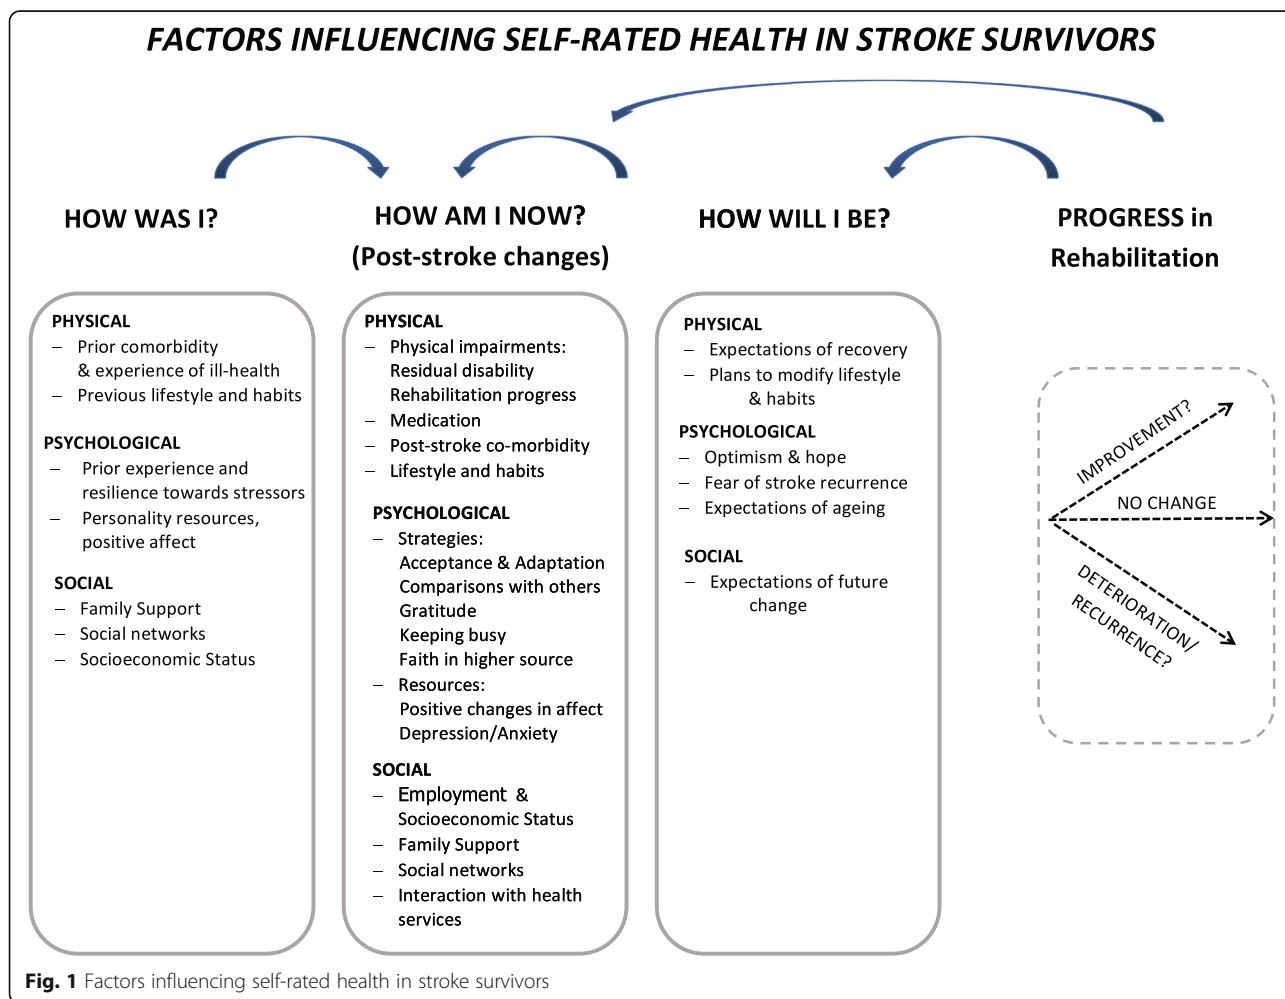 FACTORS INFLUENCING SELF-RATED HEALTH IN STROKE SURVIVORS
HOW WAS I?
PHYSICAL
– Prior comorbidity
& experience of ill-health
– Previous lifestyle and habits
PSYCHOLOGICAL
– Prior experience and
resilience towards stressors
– Personality resources,
positive affect
SOCIAL
– Family Support
– Social networks
– Socioeconomic Status
HOW AM I NOW?
(Post-stroke changes)
PHYSICAL
– Physical impairments:
Residual disability
Rehabilitation progress
– Medication
– Post-stroke co-morbidity
– Lifestyle and habits
PSYCHOLOGICAL
– Strategies:
Acceptance & Adaptation
Comparisons with others
Gratitude
Keeping busy
Faith in higher source
– Resources:
Positive changes in affect
Depression/Anxiety
SOCIAL
– Employment &
Socioeconomic Status
– Family Support
– Social networks
– Interaction with health
services
HOW WILL I BE?
PHYSICAL
– Expectations of recovery
– Plans to modify lifestyle
& habits
PSYCHOLOGICAL
– Optimism & hope
– Fear of stroke recurrence
– Expectations of ageing
SOCIAL
– Expectations of future
change
PROGRESS in
Rehabilitation
IMPROVEMENT?
NO CHANGE
DETERIORATION/
RECURRENCE?
Fig. 1 Factors influencing self-rated health in stroke survivors